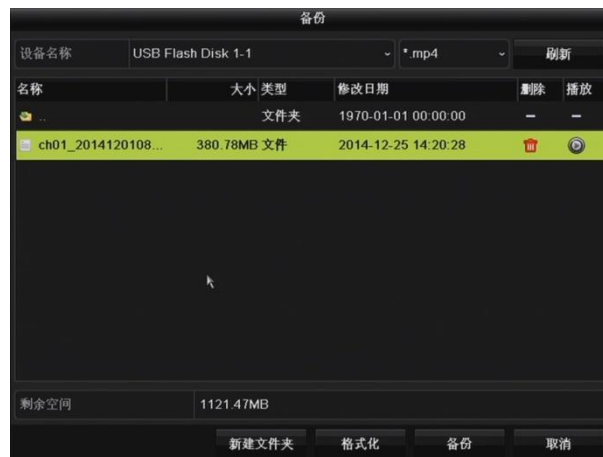 备份
设备名称 USB Flash Disk 1-1 *.mp4 刷新
名称 大小 类型 修改日期 删除 播放
.. 文件夹 1970-01-01 00:00:00 – –
ch01_2014120108... 380.78MB 文件 2014-12-25 14:20:28
剩余空间 1121.47MB
新建文件夹 格式化 备份 取消